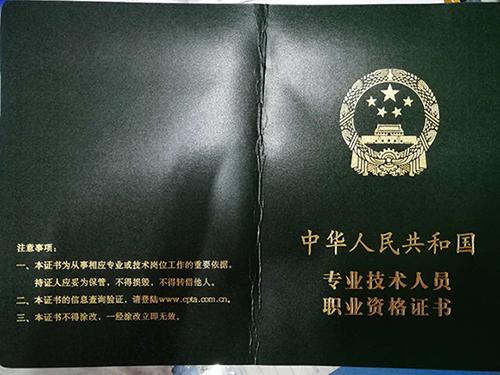 注意事项：
一、本证书为从事相应专业或技术岗位工作的重要依据。
持证人应妥为保管，不得损毁，不得转借他人。
二、本证书的信息查询验证，请登陆www.cpta.com.cn。
三、本证书不得涂改，一经涂改立即无效。
中华人民共和国
专业技术人员
职业资格证书